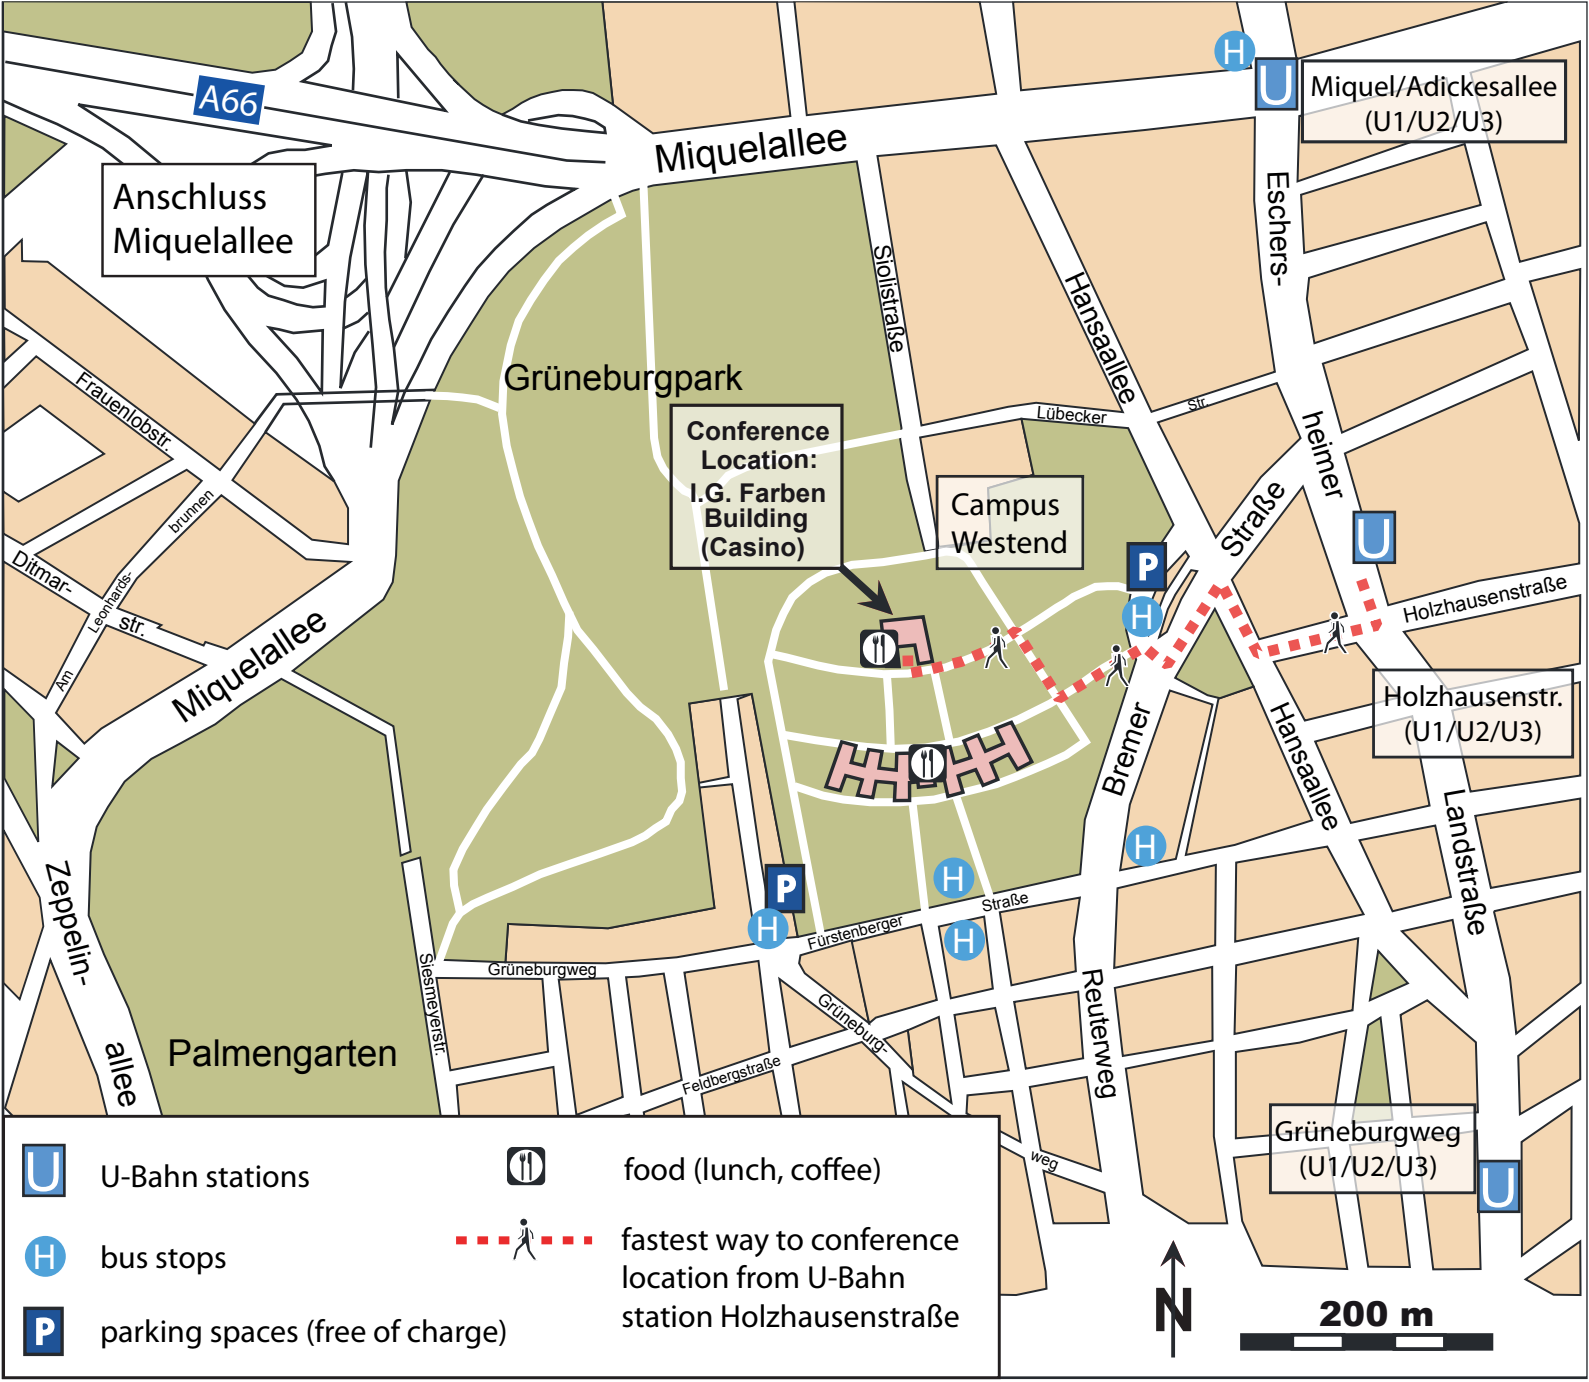 H
U
Miquel/Adickesallee
(U1/U2/U3)
A66
Miquelallee
Anschluss
Miquelallee
Eschers-
Siolistraße
Hansaallee
Grüneburgpark
Frauenlobstr.
Lübecker
Str.
heimer
Conference
Location:
I.G. Farben
Building
(Casino)
Campus
Westend
Straße
U
brunnen
P
H
Ditmar-
str.
Leonhards-
Am
Holzhausenstraße
Miquelallee
Holzhausenstr.
(U1/U2/U3)
Bremer
Hansaallee
Landstraße
H
H
P
H
H
Straße
Fürstenberger
Zeppelin-
allee
Siesmeyerstr.
Grüneburgweg
Grüneburg-
Reuterweg
Palmengarten
Feldbergstraße
weg
Grüneburgweg
(U1/U2/U3)
U
U
U-Bahn stations
food (lunch, coffee)
H
bus stops
fastest way to conference
location from U-Bahn
station Holzhausenstraße
P
parking spaces (free of charge)
N
200 m